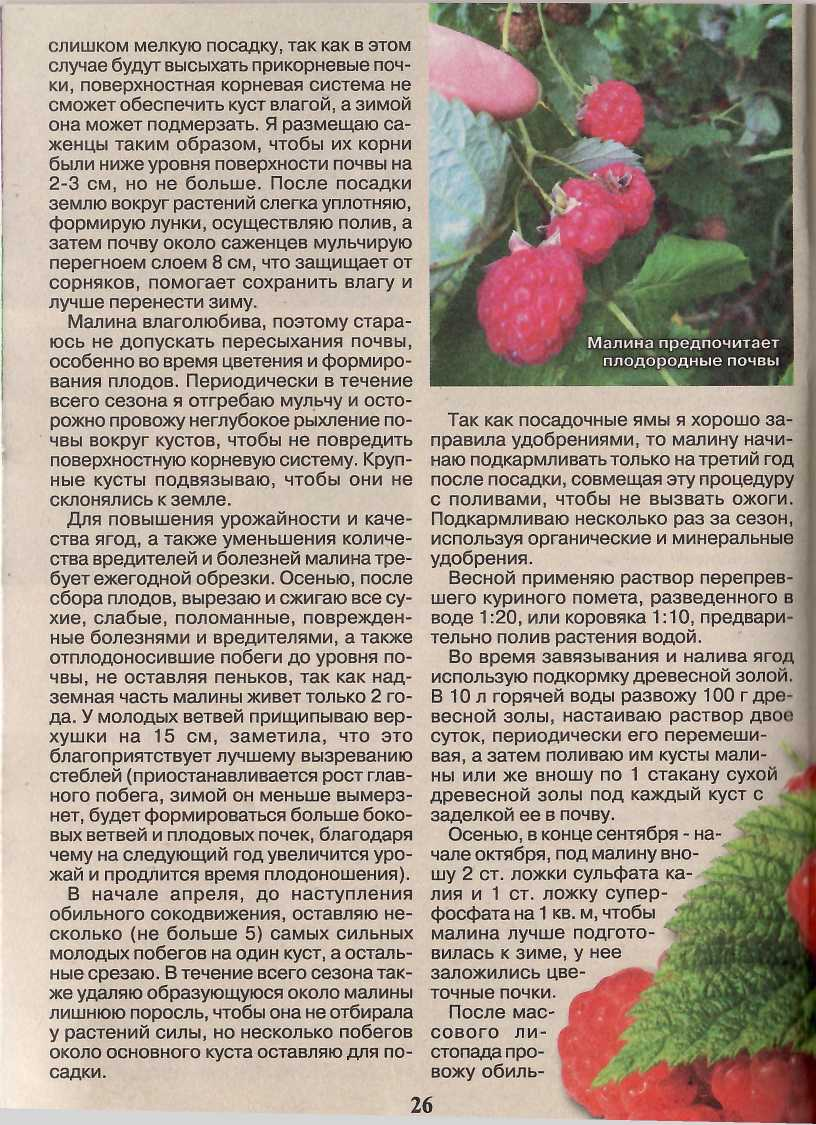 слишком мелкую посадку, так как в этом
случае будут высыхать прикорневые поч-
ки, поверхностная корневая система не
сможет обеспечить куст влагой, а зимой
она может подмерзать. Я размещаю са-
женцы таким образом, чтобы их корни
были ниже уровня поверхности почвы на
2-3 см, но не больше. После посадки
землю вокруг растений слегка уплотняю,
формирую лунки, осуществляю полив, а
затем почву около саженцев мульчирую
перегноем слоем 8 см, что защищает от
сорняков, помогает сохранить влагу и
лучше перенести зиму.
Малина влаголюбива, поэтому стара-
юсь не допускать пересыхания почвы,
особенно во время цветения и формиро-
вания плодов. Периодически в течение
всего сезона я отгребаю мульчу и осто-
рожно провожу неглубокое рыхление по-
чвы вокруг кустов, чтобы не повредить
поверхностную корневую систему. Круп-
ные кусты подвязываю, чтобы они не
склонялись к земле.
Для повышения урожайности и каче-
ства ягод, а также уменьшения количе-
ства вредителей и болезней малина тре-
бует ежегодной обрезки. Осенью, после
сбора плодов, вырезаю и сжигаю все су-
хие, слабые, поломанные, поврежден-
ные болезнями и вредителями, а также
отплодоносившие побеги до уровня по-
чвы, не оставляя пеньков, так как над-
земная часть малины живет только 2 го-
да. У молодых ветвей прищипываю вер-
хушки на 15 см, заметила, что это
благоприятствует лучшему вызреванию
стеблей (приостанавливается рост глав-
ного побега, зимой он меньше вымерз-
нет, будет формироваться больше боко-
вых ветвей и плодовых почек, благодаря
чему на следующий год увеличится уро-
жай и продлится время плодоношения).
В начале апреля, до наступления
обильного сокодвижения, оставляю не-
сколько (не больше 5) самых сильных
молодых побегов на один куст, а осталь-
ные срезаю. В течение всего сезона так-
же удаляю образующуюся около малины
лишнюю поросль, чтобы она не отбирала
у растений силы, но несколько побегов
около основного куста оставляю для по-
садки.
Малина предпочитает
плодородные почвы
Так как посадочные ямы я хорошо за-
правила удобрениями, то малину начи-
наю подкармливать только на третий год
после посадки, совмещая эту процедуру
с поливами, чтобы не вызвать ожоги.
Подкармливаю несколько раз за сезон,
используя органические и минеральные
удобрения.
Весной применяю раствор перепрев-
шего куриного помета, разведенного в
воде 1:20, или коровяка 1:10, предвари-
тельно полив растения водой.
Во время завязывания и налива ягод
использую подкормку древесной золой.
В 10 л горячей воды развожу 100 г дре-
весной золы, настаиваю раствор двое
суток, периодически его перемеши-
вая, а затем поливаю им кусты мали-
ны или же вношу по 1 стакану сухой
древесной золы под каждый куст с
заделкой ее в почву.
Осенью, в конце сентября - на-
чале октября, под малину вно-
шу 2 ст. ложки сульфата ка-
лия и 1 ст. ложку супер-
фосфата на 1 кв. м, чтобы
малина лучше подгото-
вилась к зиме, у нее
заложились цве-
точные почки.
После мас-
сового ли-
стопада про-
вожу обиль-
26